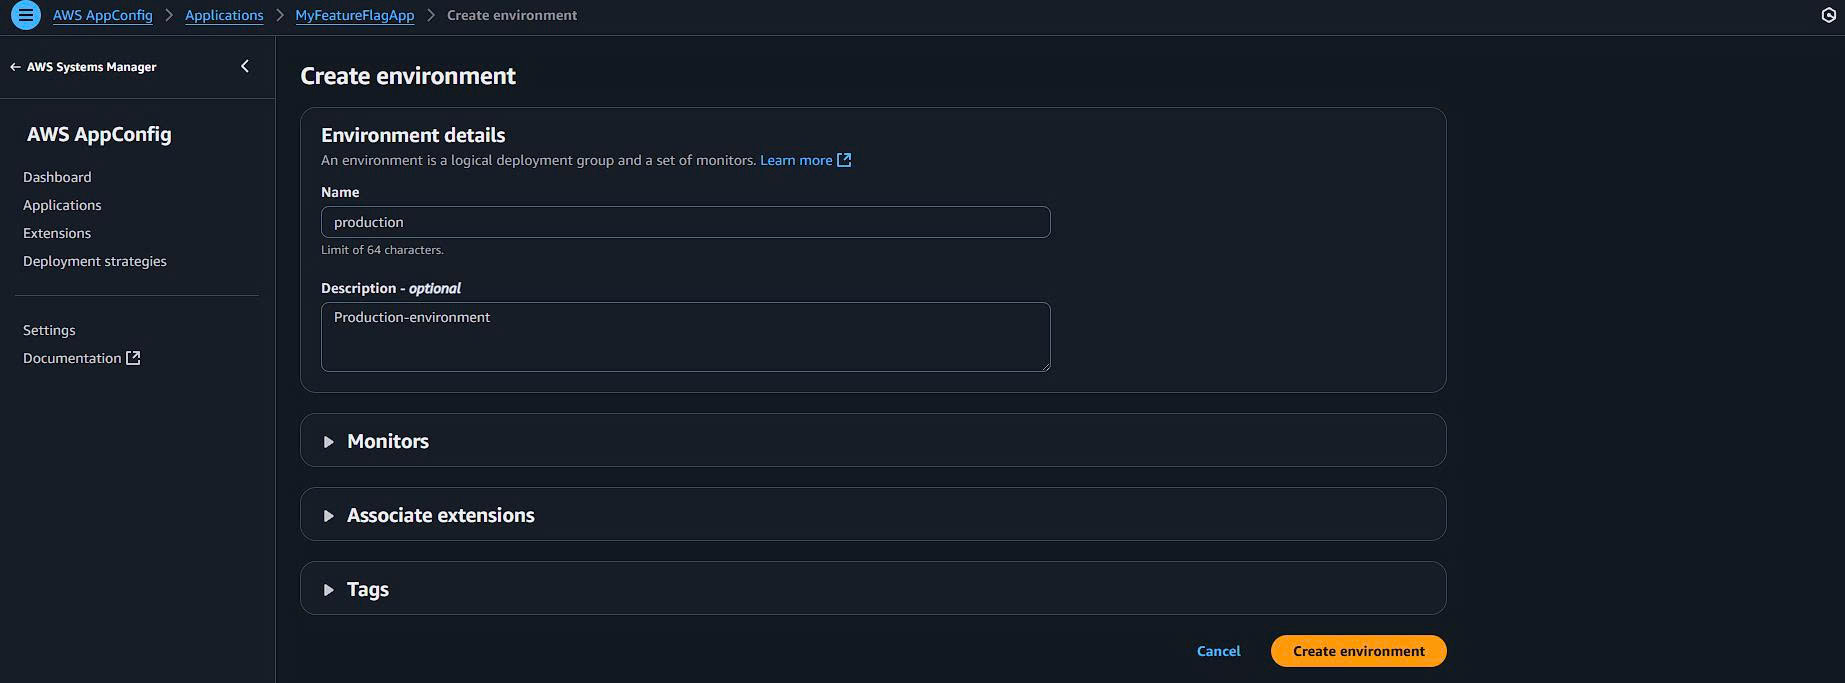 AWS AppConfig > Applications > MyFeatureFlagApp > Create environment
AWS Systems Manager
AWS AppConfig
Dashboard
Applications
Extensions
Deployment strategies
Settings
Documentation
Create environment
Environment details
An environment is a logical deployment group and a set of monitors. Learn more
Name
production
Limit of 64 characters.
Description - optional
Production-environment
Monitors
Associate extensions
Tags
Cancel
Create environment